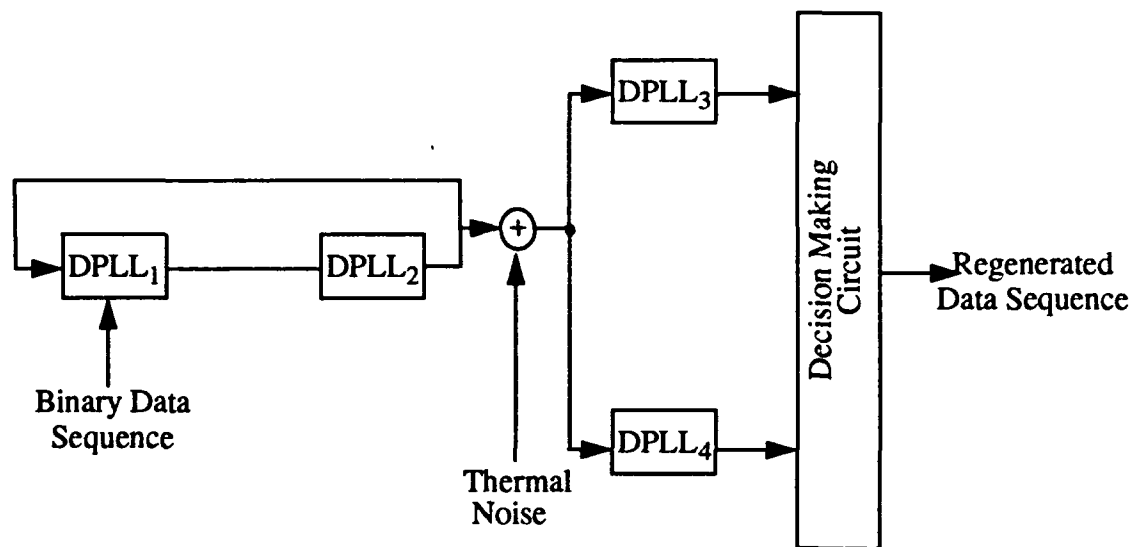 DPLL₃
DPLL₁
DPLL₂
+
Decision Making
Circuit
Regenerated
Data Sequence
Binary Data
Sequence
DPLL₄
Thermal
Noise